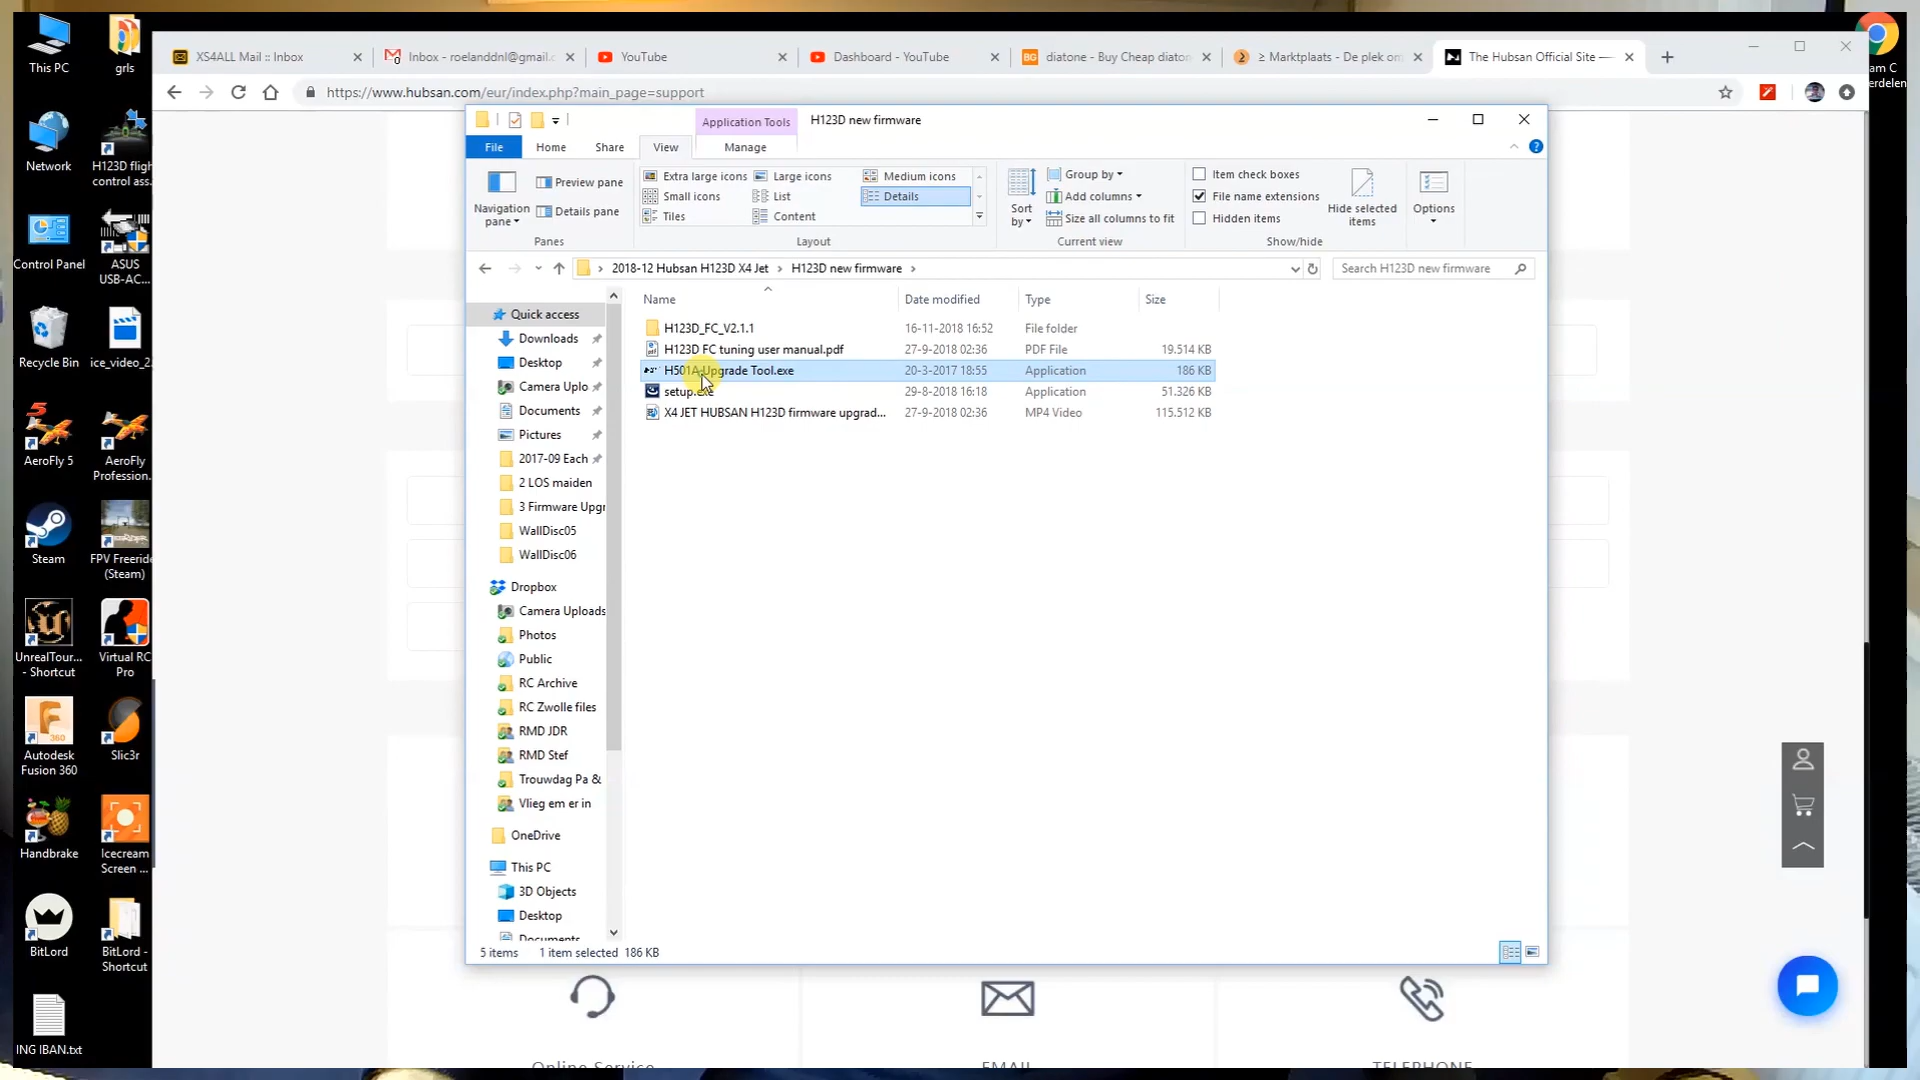 This PC
grls
Network
H123D fligh
control ass.
Control Panel
ASUS
USB-AC...
Recycle Bin
ice_video_2
AeroFly 5
AeroFly
Profession...
Steam
FPV Freeride
(Steam)
UnrealTour...
- Shortcut
Virtual RC
Pro
Autodesk
Fusion 360
Slic3r
Handbrake
Icecream
Screen ...
BitLord
BitLord -
Shortcut
ING IBAN.txt
XS4ALL Mail :: Inbox
Inbox - roelanddnl@gmail.c
YouTube
Dashboard - YouTube
diatone - Buy Cheap diaton
≥ Marktplaats - De plek om
The Hubsan Official Site —
am C
erdelen
https://www.hubsan.com/eur/index.php?main_page=support
Application Tools
H123D new firmware
File
Home
Share
View
Manage
Navigation
pane
Preview pane
Details pane
Panes
Extra large icons
Large icons
Medium icons
Small icons
List
Details
Tiles
Content
Layout
Sort
by
Group by
Add columns
Size all columns to fit
Current view
Item check boxes
File name extensions
Hidden items
Hide selected
items
Show/hide
Options
2018-12 Hubsan H123D X4 Jet › H123D new firmware ›
Search H123D new firmware
Quick access
Downloads
Desktop
Camera Uplo
Documents
Pictures
2017-09 Each
2 LOS maiden
3 Firmware Upgr
WallDisc05
WallDisc06
Dropbox
Camera Uploads
Photos
Public
RC Archive
RC Zwolle files
RMD JDR
RMD Stef
Trouwdag Pa &
Vlieg em er in
OneDrive
This PC
3D Objects
Desktop
Documents
Name Date modified Type Size
H123D_FC_V2.1.1 16-11-2018 16:52 File folder
H123D FC tuning user manual.pdf 27-9-2018 02:36 PDF File 19.514 KB
H501A Upgrade Tool.exe 20-3-2017 18:55 Application 186 KB
setup.exe 29-8-2018 16:18 Application 51.326 KB
X4 JET HUBSAN H123D firmware upgrad... 27-9-2018 02:36 MP4 Video 115.512 KB
5 items 1 item selected 186 KB
Online Service
EMAIL
TELEPHONE